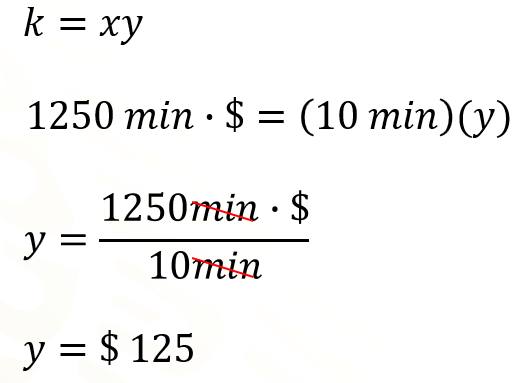 k = xy
1250 min · $ = (10 min)(y)
y = 1250min · $ / 10min
y = $ 125